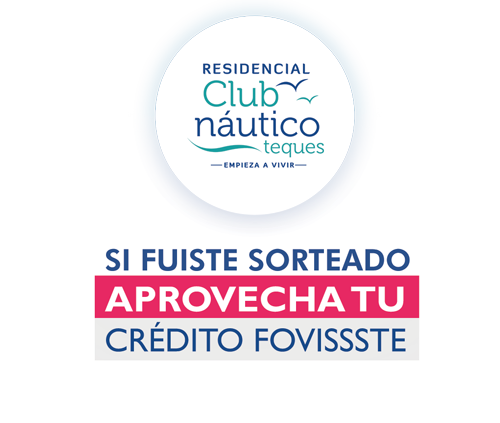 RESIDENCIAL
Club
náutico
teques
EMPIEZA A VIVIR
SI FUISTE SORTEADO
APROVECHA TU
CRÉDITO FOVISSSTE